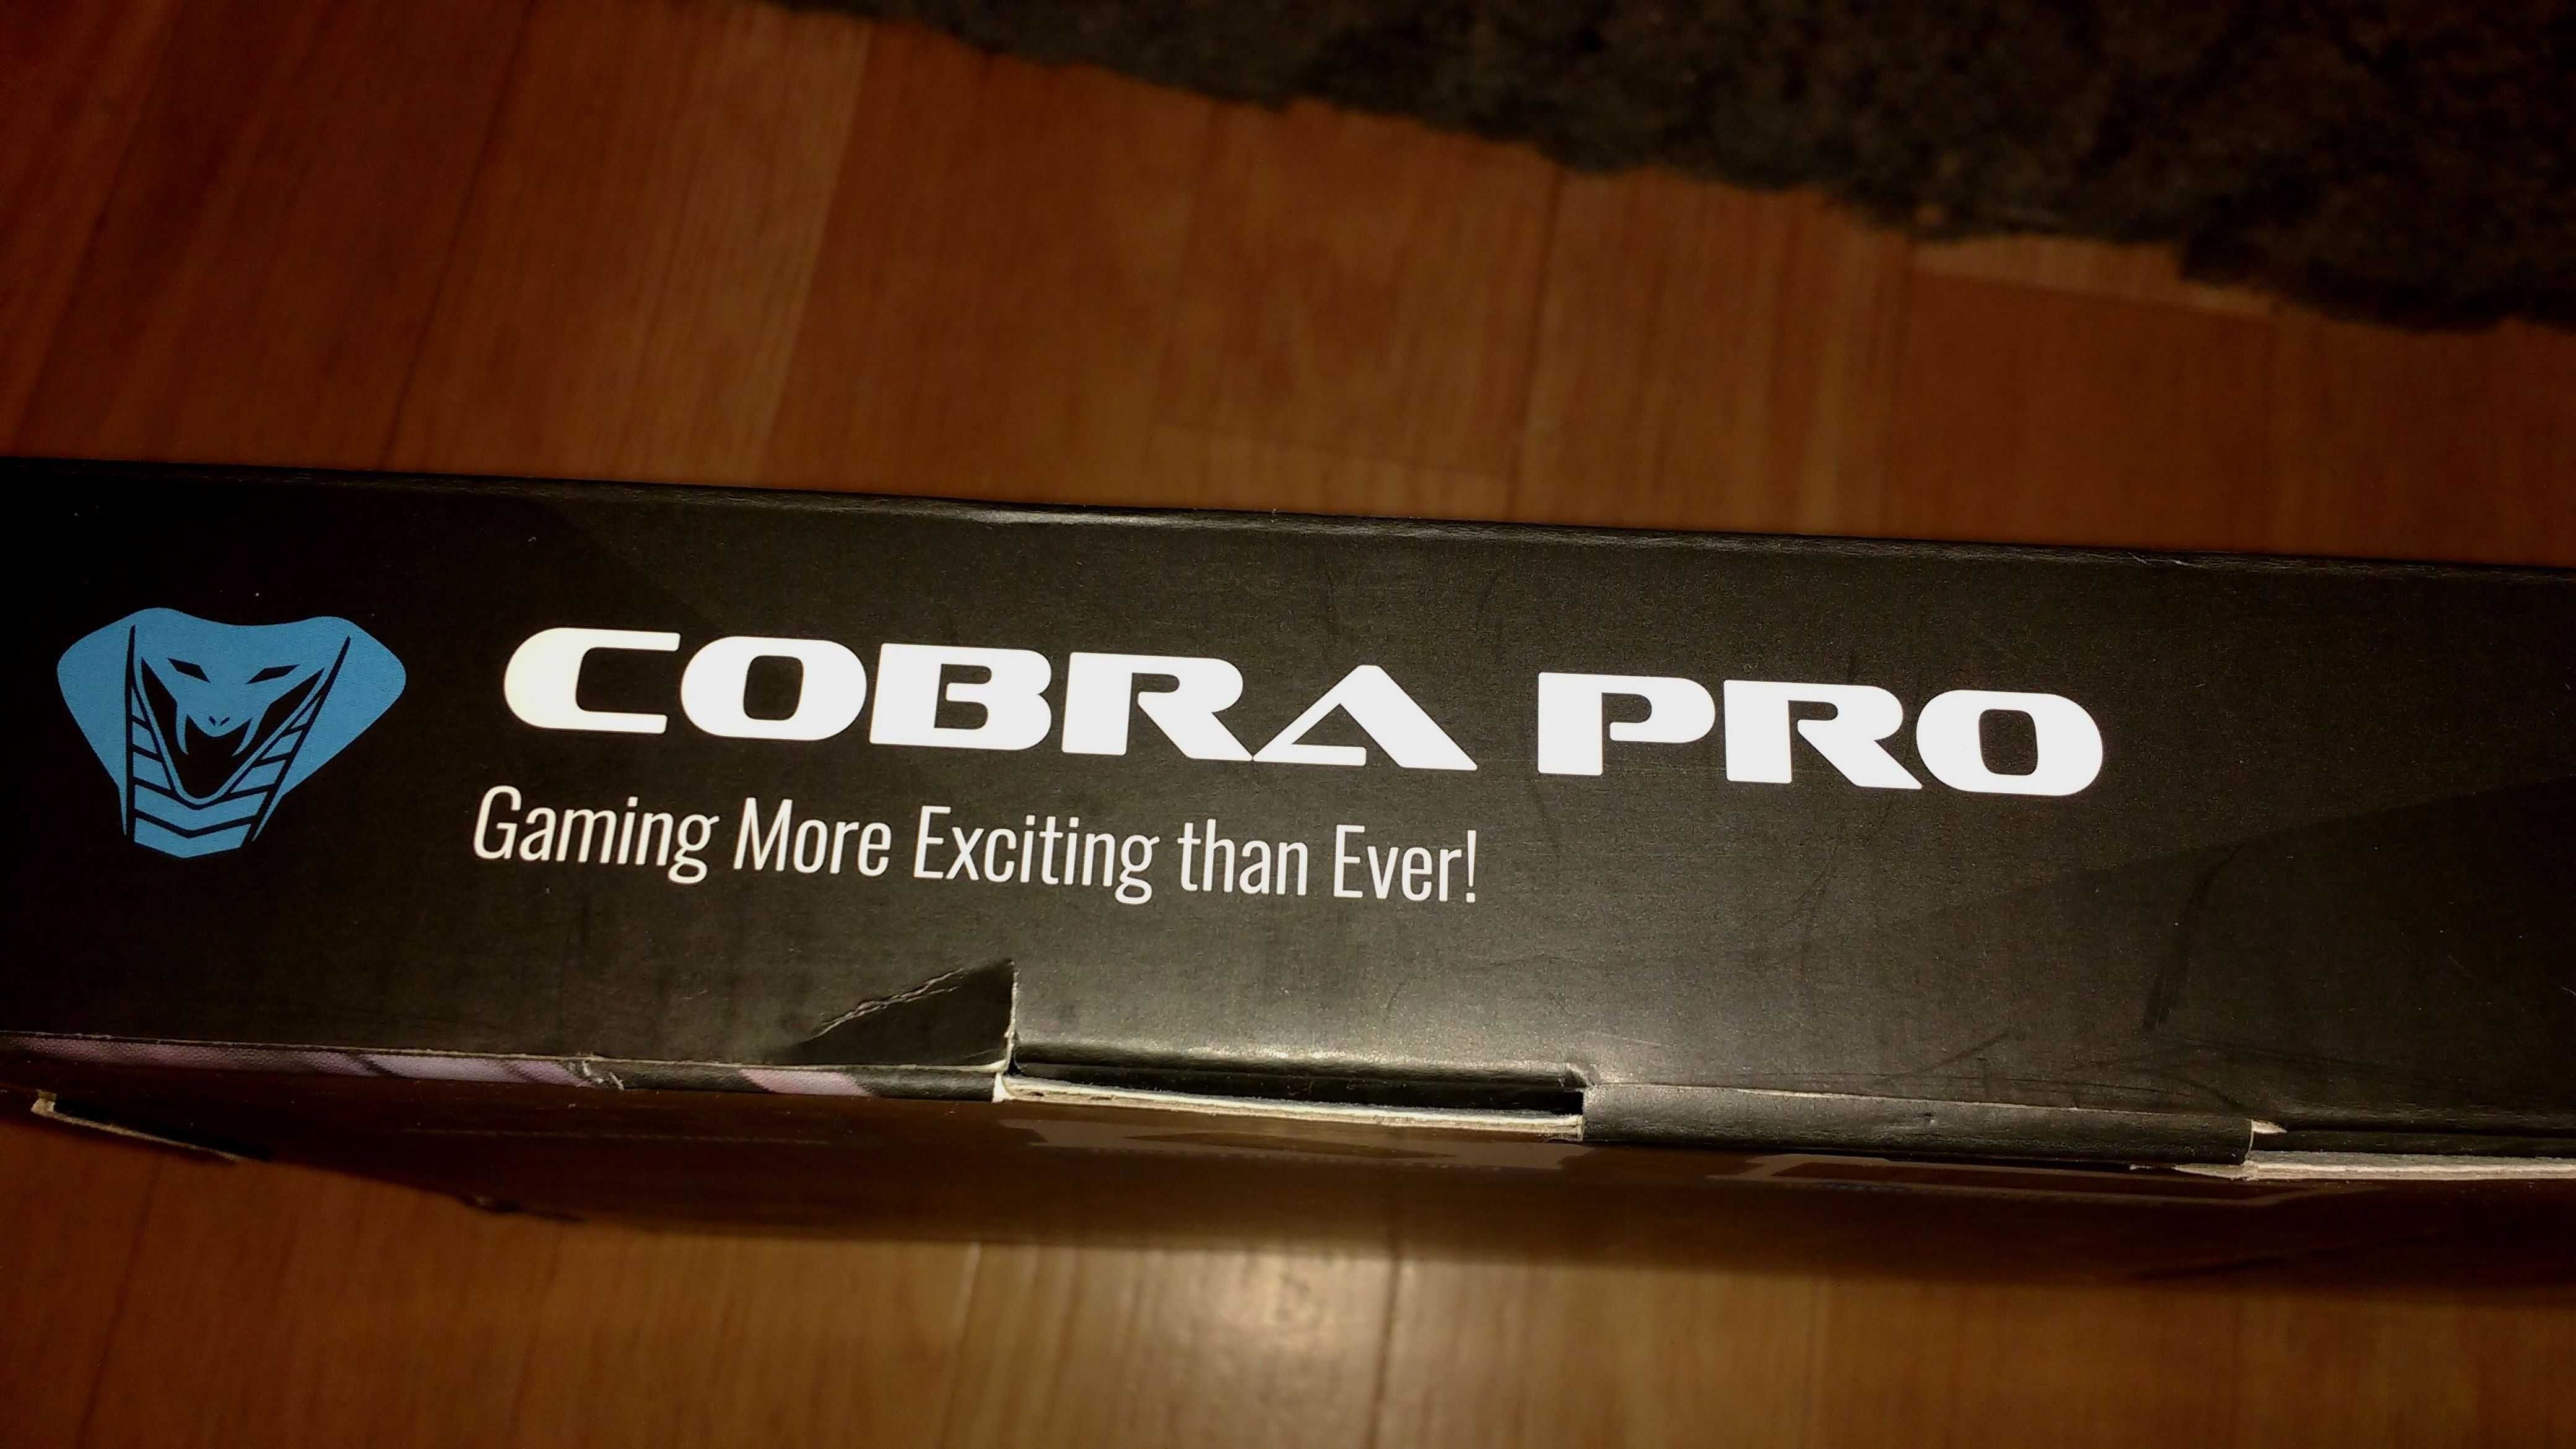 COBRA PRO
Gaming More Exciting than Ever!